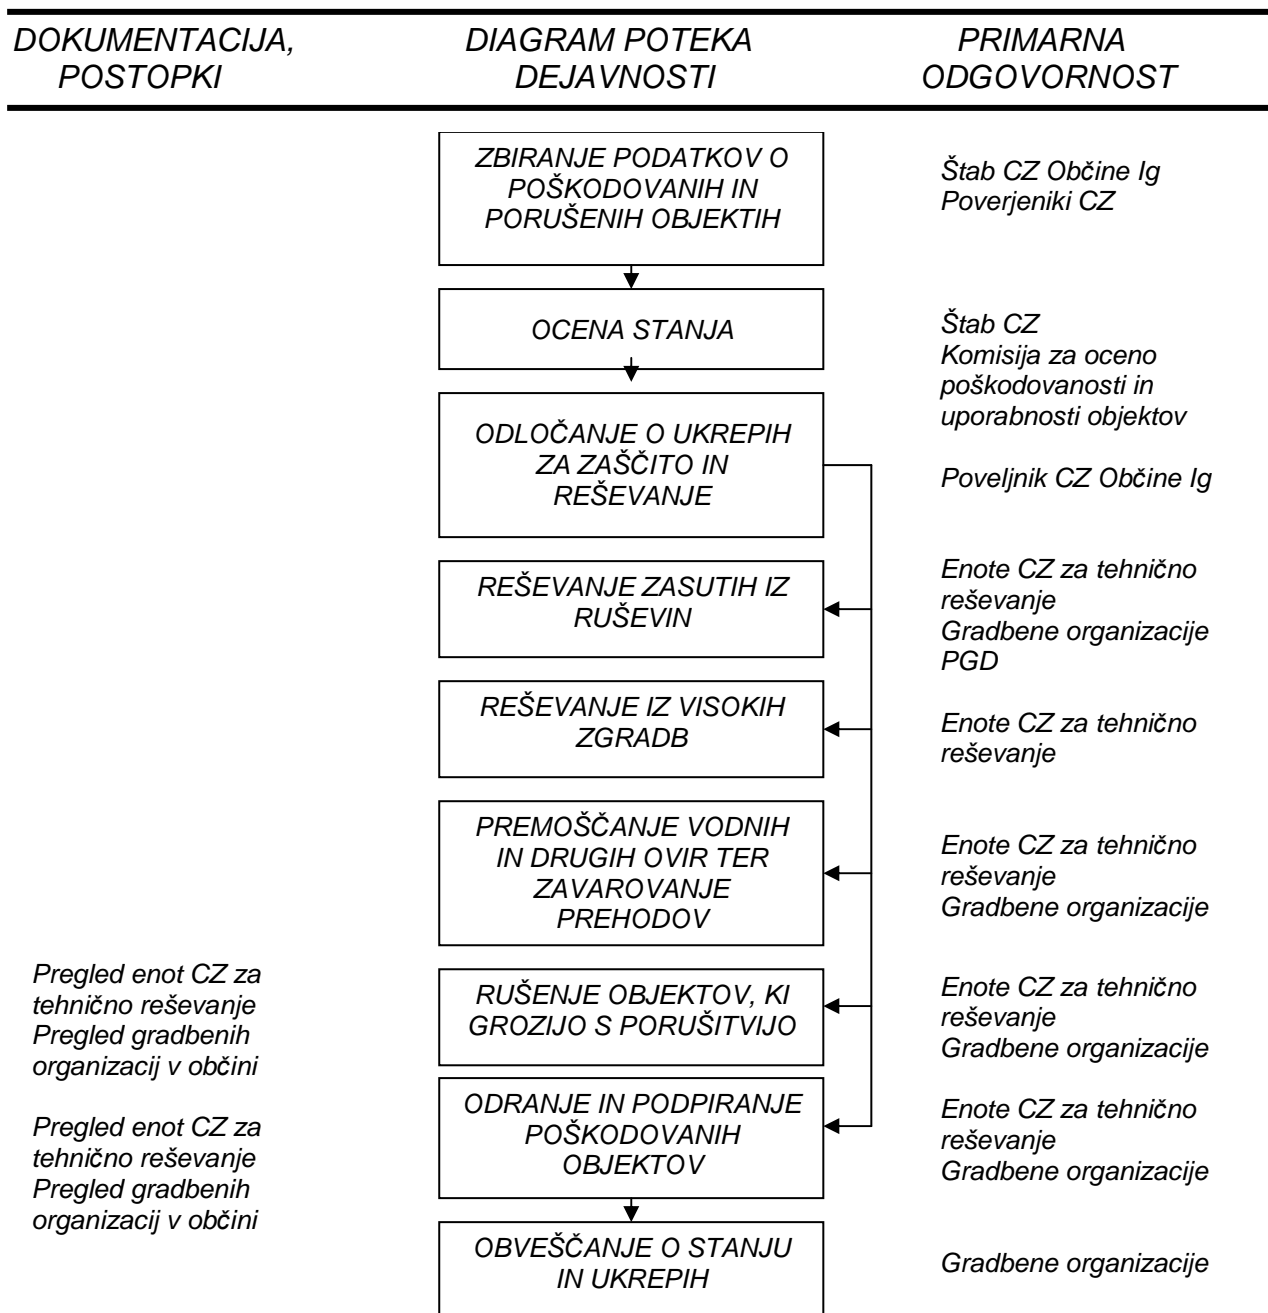 DOKUMENTACIJA,
POSTOPKI
DIAGRAM POTEKA
DEJAVNOSTI
PRIMARNA
ODGOVORNOST
ZBIRANJE PODATKOV O
POŠKODOVANIH IN
PORUŠENIH OBJEKTIH
Štab CZ Občine Ig
Poverjeniki CZ
OCENA STANJA
Štab CZ
Komisija za oceno
poškodovanosti in
uporabnosti objektov
ODLOČANJE O UKREPIH
ZA ZAŠČITO IN
REŠEVANJE
Poveljnik CZ Občine Ig
REŠEVANJE ZASUTIH IZ
RUŠEVIN
Enote CZ za tehnično
reševanje
Gradbene organizacije
PGD
REŠEVANJE IZ VISOKIH
ZGRADB
Enote CZ za tehnično
reševanje
PREMOŠČANJE VODNIH
IN DRUGIH OVIR TER
ZAVAROVANJE
PREHODOV
Enote CZ za tehnično
reševanje
Gradbene organizacije
Pregled enot CZ za
tehnično reševanje
Pregled gradbenih
organizacij v občini
RUŠENJE OBJEKTOV, KI
GROZIJO S PORUŠITVIJO
Enote CZ za tehnično
reševanje
Gradbene organizacije
Pregled enot CZ za
tehnično reševanje
Pregled gradbenih
organizacij v občini
ODRANJE IN PODPIRANJE
POŠKODOVANIH
OBJEKTOV
Enote CZ za tehnično
reševanje
Gradbene organizacije
OBVEŠČANJE O STANJU
IN UKREPIH
Gradbene organizacije